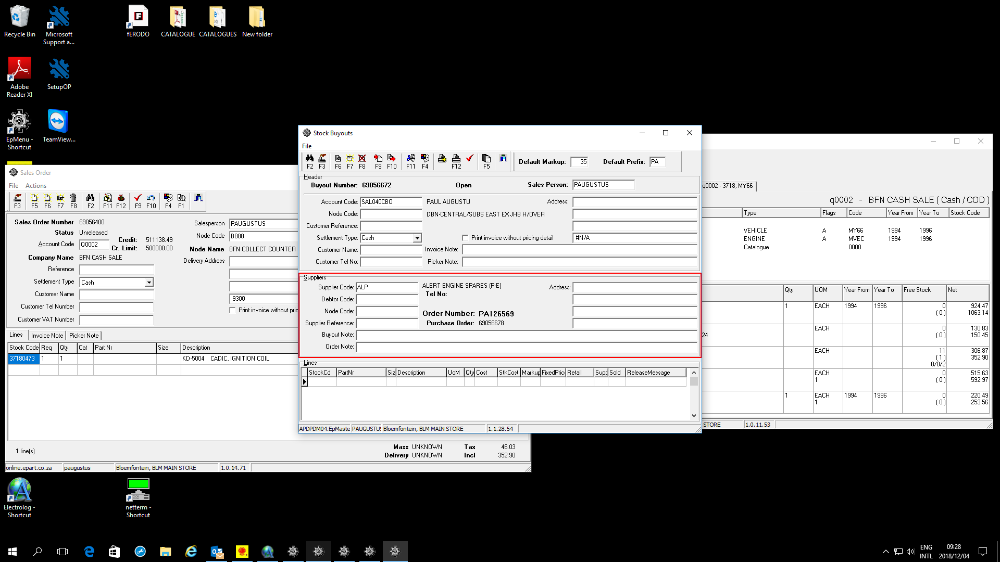 Recycle Bin
Microsoft
Support a...
fERODO
CATALOGUE
CATALOGUES
New folder
Adobe
Reader XI
SetupOP
EpMenu -
Shortcut
TeamView...
Sales Order
File Actions
F3 F5 F6 F7 F8 F2 F11 F12 F9 F10 F4 F1
Sales Order Number 69056400
Status Unreleased
Account Code Q0002
Credit: 511138.49
Cr. Limit: 500000.00
Company Name BFN CASH SALE
Reference
Settlement Type Cash
Customer Name
Customer Tel Number
Customer VAT Number
Salesperson PAUGUSTUS
Node Code B888
Node Name BFN COLLECT COUNTER
Delivery Address
9300
Print invoice without pric
Lines Invoice Note Picker Note
Stock Code Req Qty Cat Part Nr Size Description
37180473 1 1 KD-5004 CADIC, IGNITION COIL
1 line(s)
Mass UNKNOWN Tax 46.03
Delivery UNKNOWN Incl 352.90
online.epart.co.za paugustus Bloemfontein, BLM MAIN STORE 1.0.14.71
Stock Buyouts
File
F2 F3 F6 F7 F8 F9 F10 F11 F4 F12 F5
Default Markup: 35 Default Prefix: PA
Header
Buyout Number: 69056672 Open Sales Person: PAUGUSTUS
Account Code: SAL040CBO PAUL AUGUSTU Address:
Node Code: DBN-CENTRAL/SUBS EAST EX JHB H/OVER
Customer Reference:
Settlement Type: Cash Print invoice without pricing detail #N/A
Customer Name: Invoice Note:
Customer Tel No: Picker Note:
Suppliers
Supplier Code: ALP ALERT ENGINE SPARES (P-E) Address:
Tel No:
Debtor Code:
Node Code: Order Number: PA126569
Supplier Reference: Purchase Order: 69056678
Buyout Note:
Order Note:
Lines
StockCd PartNr Siz Description UoM Qty Cost StkCost Markup FixedPrice Retail Supp Sold ReleaseMessage
APDPDM04.EpMaste PAUGUSTUS Bloemfontein, BLM MAIN STORE 1.1.28.54
q0002 - 3718; MY66
q0002 - BFN CASH SALE ( Cash / COD )
Type Flags Code Year From Year To Stock Code
VEHICLE A MY66 1994 1996
ENGINE A MVEC 1994 1996
Catalogue 0000
Qty UOM Year From Year To Free Stock Net
1 EACH 1994 1996 0 924.47
( 0 ) 1063.14
EACH 0 130.83
24 ( 0 ) 150.45
EACH 11 306.87
( 1 ) 352.90
0/0/2
EACH 0 515.63
1 ( 0 ) 592.97
1 EACH 1994 1996 0 220.49
1 ( 0 ) 253.56
STORE 1.0.11.53
Electrolog -
Shortcut
netterm -
Shortcut
ENG
INTL
09:28
2018/12/04